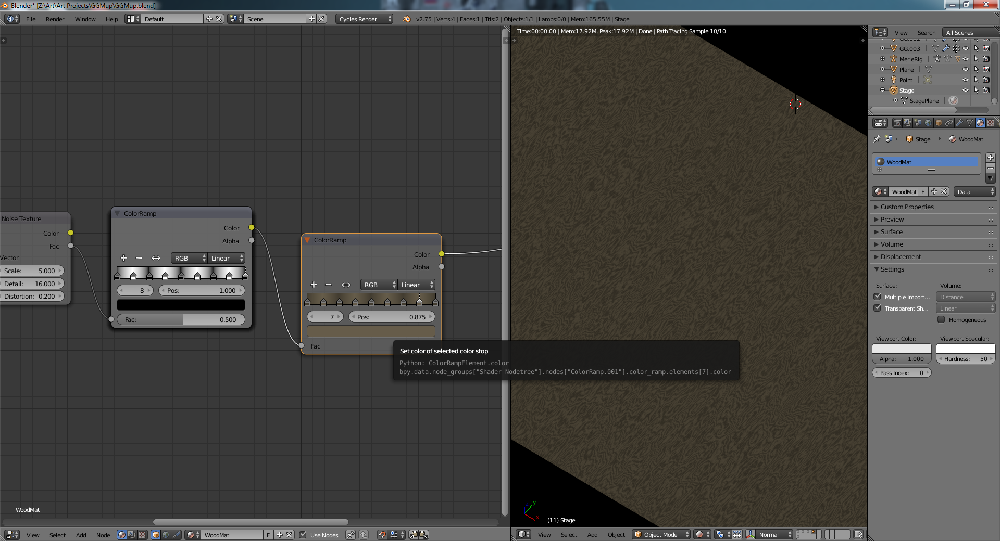 Blender* [Z:\Art\Art Projects\GGMup\GGMup.blend]
File Render Window Help Default Scene Cycles Render v2.75 | Verts:4 | Faces:1 | Tris:2 | Objects:1/1 | Lamps:0/0 | Mem:165.55M | Stage
Time:00:00.00 | Mem:17.92M, Peak:17.92M | Done | Path Tracing Sample 10/10
View Search All Scenes
GG.002
GG.003
MerleRig
Plane
Point
Stage
StagePlane
Stage WoodMat
WoodMat
WoodMat F Data
Custom Properties
Preview
Surface
Volume
Displacement
Settings
Surface: Volume:
Multiple Import... Distance
Transparent Sh... Linear
Homogeneous
Viewport Color: Viewport Specular:
Alpha: 1.000 Hardness: 50
Pass Index: 0
Noise Texture
Color
Fac
Vector
Scale: 5.000
Detail: 16.000
Distortion: 0.200
ColorRamp
Color
Alpha
RGB Linear
8 Pos: 1.000
Fac: 0.500
ColorRamp
Color
Alpha
RGB Linear
7 Pos: 0.875
Fac
Set color of selected color stop
Python: ColorRampElement.color
bpy.data.node_groups["Shader Nodetree"].nodes["ColorRamp.001"].color_ramp.elements[7].color
WoodMat
z y x
(11) Stage
View Select Add Node WoodMat F Use Nodes
View Select Add Object Object Mode Normal